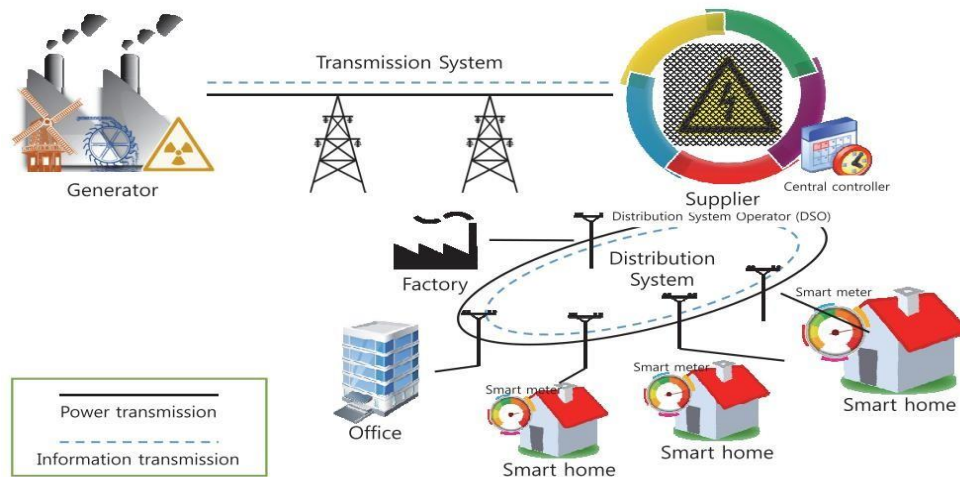 Transmission System
Generator
Central controller
Supplier
Distribution System Operator (DSO)
Distribution
System
Factory
Smart meter
Smart meter
Smart meter
Smart home
Office
Smart home
Smart home
Power transmission
Information transmission